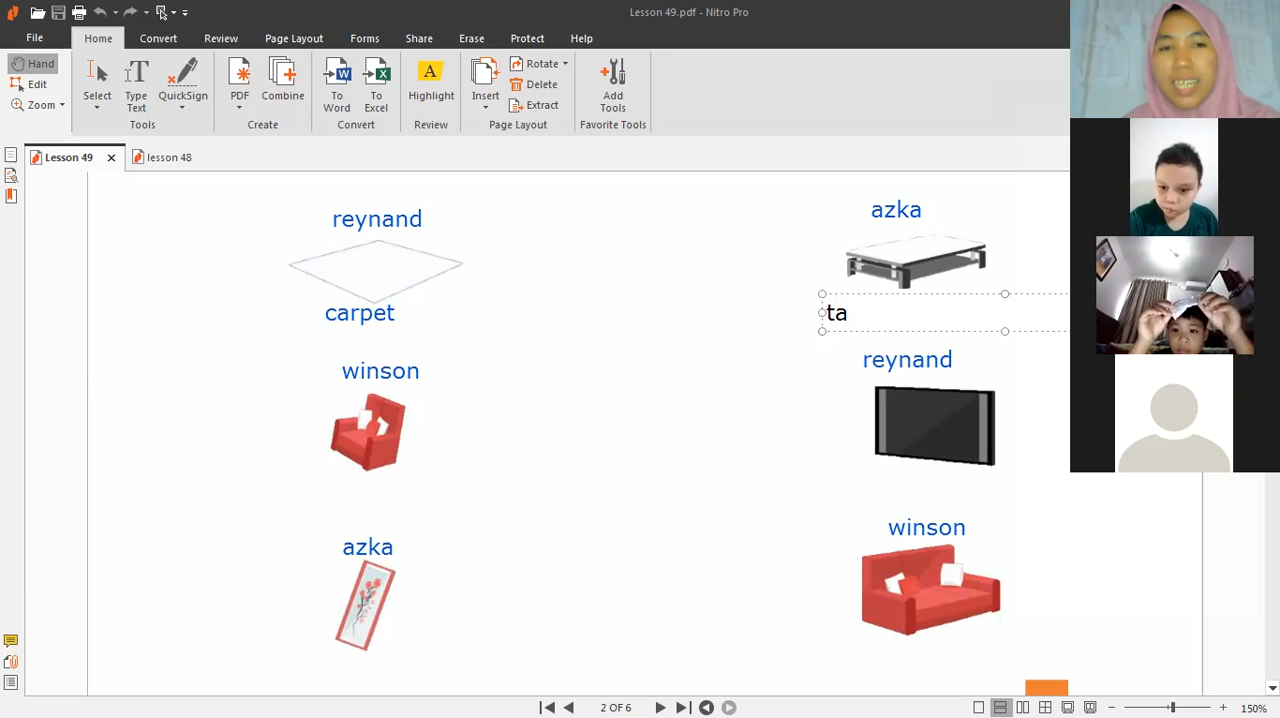 Lesson 49.pdf - Nitro Pro
File Home Convert Review Page Layout Forms Share Erase Protect Help
Hand
Edit
Zoom
Select
Type Text
QuickSign
Tools
PDF
Combine
Create
To Word
To Excel
Convert
Highlight
Review
Insert
Rotate
Delete
Extract
Page Layout
Add Tools
Favorite Tools
Lesson 49
lesson 48
reynand
azka
carpet
ta
winson
reynand
azka
winson
2 OF 6
150%